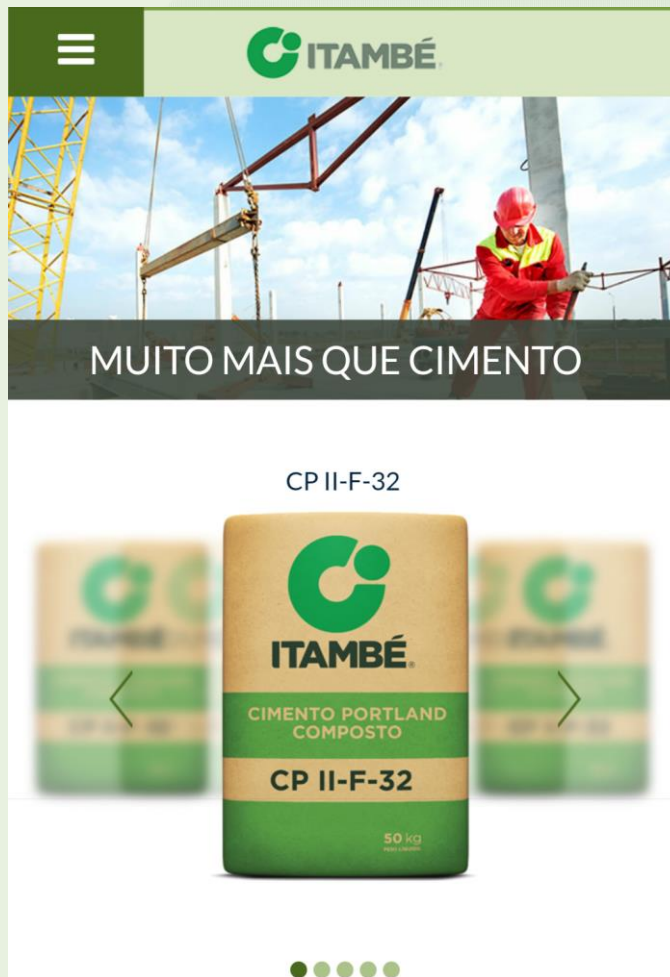 ITAMBÉ
MUITO MAIS QUE CIMENTO
CP II-F-32
ITAMBÉ
CIMENTO PORTLAND
COMPOSTO
CP II-F-32
50 kg